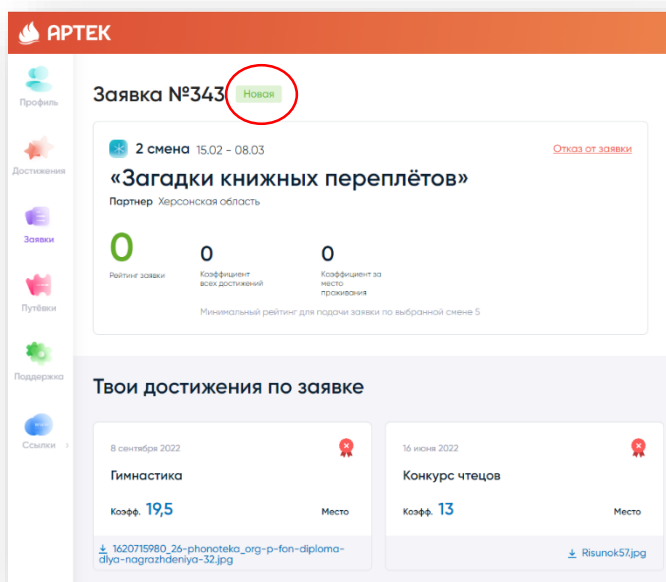 АРТЕК
Профиль
Достижения
Заявки
Путёвки
Поддержка
Ссылки
Заявка №343 Новая
2 смена 15.02 - 08.03
Отказ от заявки
«Загадки книжных переплётов»
Партнер Херсонская область
0
Рейтинг заявки
0
Коэффициент
всех достижений
0
Коэффициент за
место
проживания
Минимальный рейтинг для подачи заявки по выбранной смене 5
Твои достижения по заявке
8 сентября 2022
Гимнастика
Коэфф. 19,5 Место
1620715980_26-phonoteka_org-p-fon-diploma-
dlya-nagrazhdeniya-32.jpg
16 июня 2022
Конкурс чтецов
Коэфф. 13 Место
Risunok57.jpg